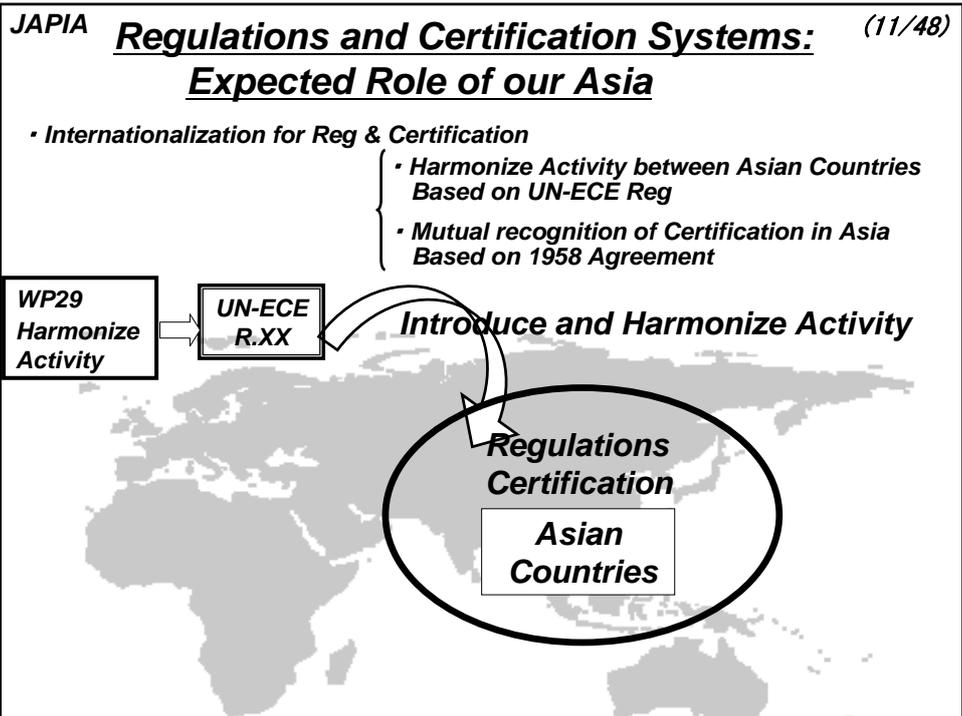 JAPIA
(11/48)
Regulations and Certification Systems:
Expected Role of our Asia
・Internationalization for Reg & Certification
・Harmonize Activity between Asian Countries
Based on UN-ECE Reg
・Mutual recognition of Certification in Asia
Based on 1958 Agreement
WP29
Harmonize
Activity
UN-ECE
R.XX
Introduce and Harmonize Activity
Regulations
Certification
Asian
Countries